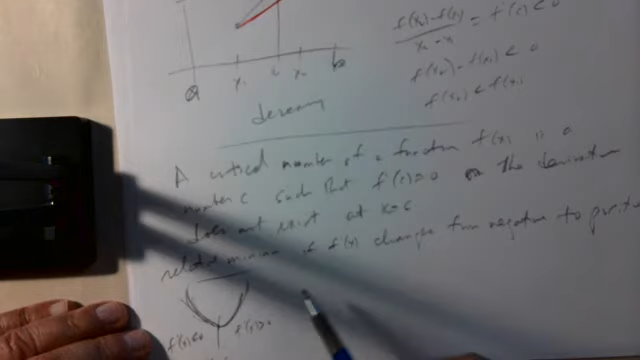 f(x₂)-f(x₁) / x₂-x₁ = f'(c) < 0
f(x₂)-f(x₁) < 0
f(x₂) < f(x₁)
a x₁ c x₂ b
A critical number of a function f(x) is a
number c such that f'(c)=0 or the derivative
does not exist at x=c
relative minimum if f'(x) changes from negative to positive
f'(x)<0 f'(x)>0